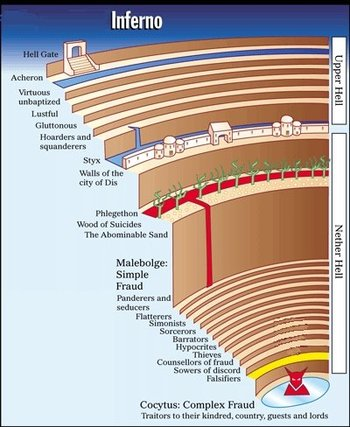 Inferno
Hell Gate
Acheron
Virtuous
unbaptized
Lustful
Gluttonous
Hoarders and
squanderers
Styx
Walls of the
city of Dis
Phlegethon
Wood of Suicides
The Abominable Sand
Malebolge:
Simple
Fraud
Panderers and
seducers
Flatterers
Simonists
Sorcerors
Barrators
Hypocrites
Thieves
Counsellors of fraud
Sowers of discord
Falsifiers
Cocytus: Complex Fraud
Traitors to their kindred, country, guests and lords
Upper Hell
Nether Hell